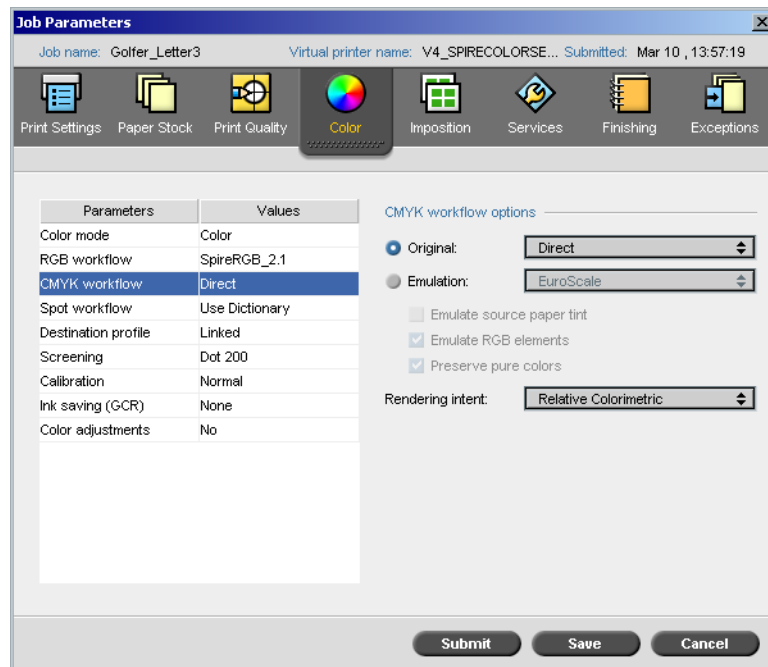 Job Parameters
Job name: Golfer_Letter3 Virtual printer name: V4_SPIRECOLORSE... Submitted: Mar 10 , 13:57:19
Print Settings Paper Stock Print Quality Color Imposition Services Finishing Exceptions
Parameters Values
Color mode Color
RGB workflow SpireRGB_2.1
CMYK workflow Direct
Spot workflow Use Dictionary
Destination profile Linked
Screening Dot 200
Calibration Normal
Ink saving (GCR) None
Color adjustments No
CMYK workflow options
Original: Direct
Emulation: EuroScale
Emulate source paper tint
Emulate RGB elements
Preserve pure colors
Rendering intent: Relative Colorimetric
Submit Save Cancel